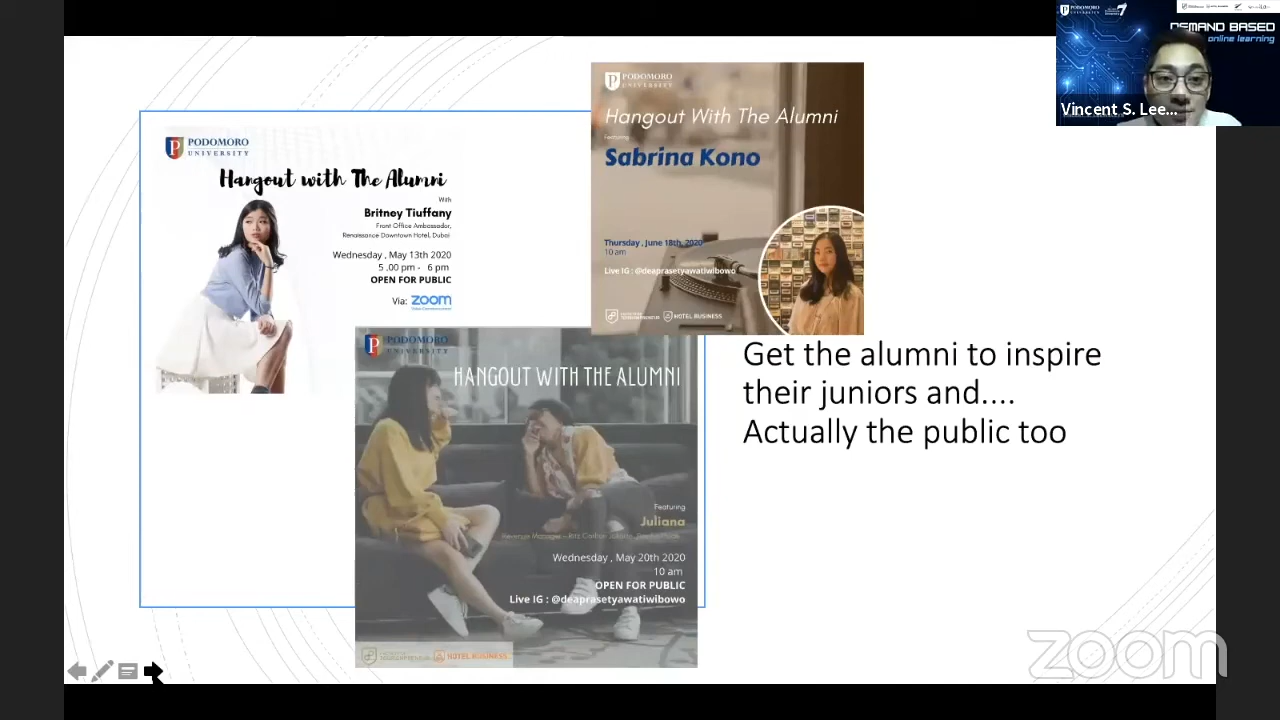 PODOMORO
UNIVERSITY
Hangout with The Alumni
With
Britney Tiuffany
Front Office Ambassador,
Renaissance Downtown Hotel, Dubai
Wednesday, May 13th 2020
5 .00 pm - 6 pm
OPEN FOR PUBLIC
Via: zoom
PODOMORO
UNIVERSITY
Hangout With The Alumni
Featuring
Sabrina Kono
Thursday , June 18th, 2020
10 am
Live IG : @deaprasetyawatiwibowo
HOTEL BUSINESS
PODOMORO
UNIVERSITY
HANGOUT WITH THE ALUMNI
Featuring
Juliana
Wednesday , May 20th 2020
10 am
OPEN FOR PUBLIC
Live IG : @deaprasetyawatiwibowo
HOTEL BUSINESS
Get the alumni to inspire
their juniors and....
Actually the public too
PODOMORO
DEMAND BASED
online learning
Vincent S. Lee...
zoom